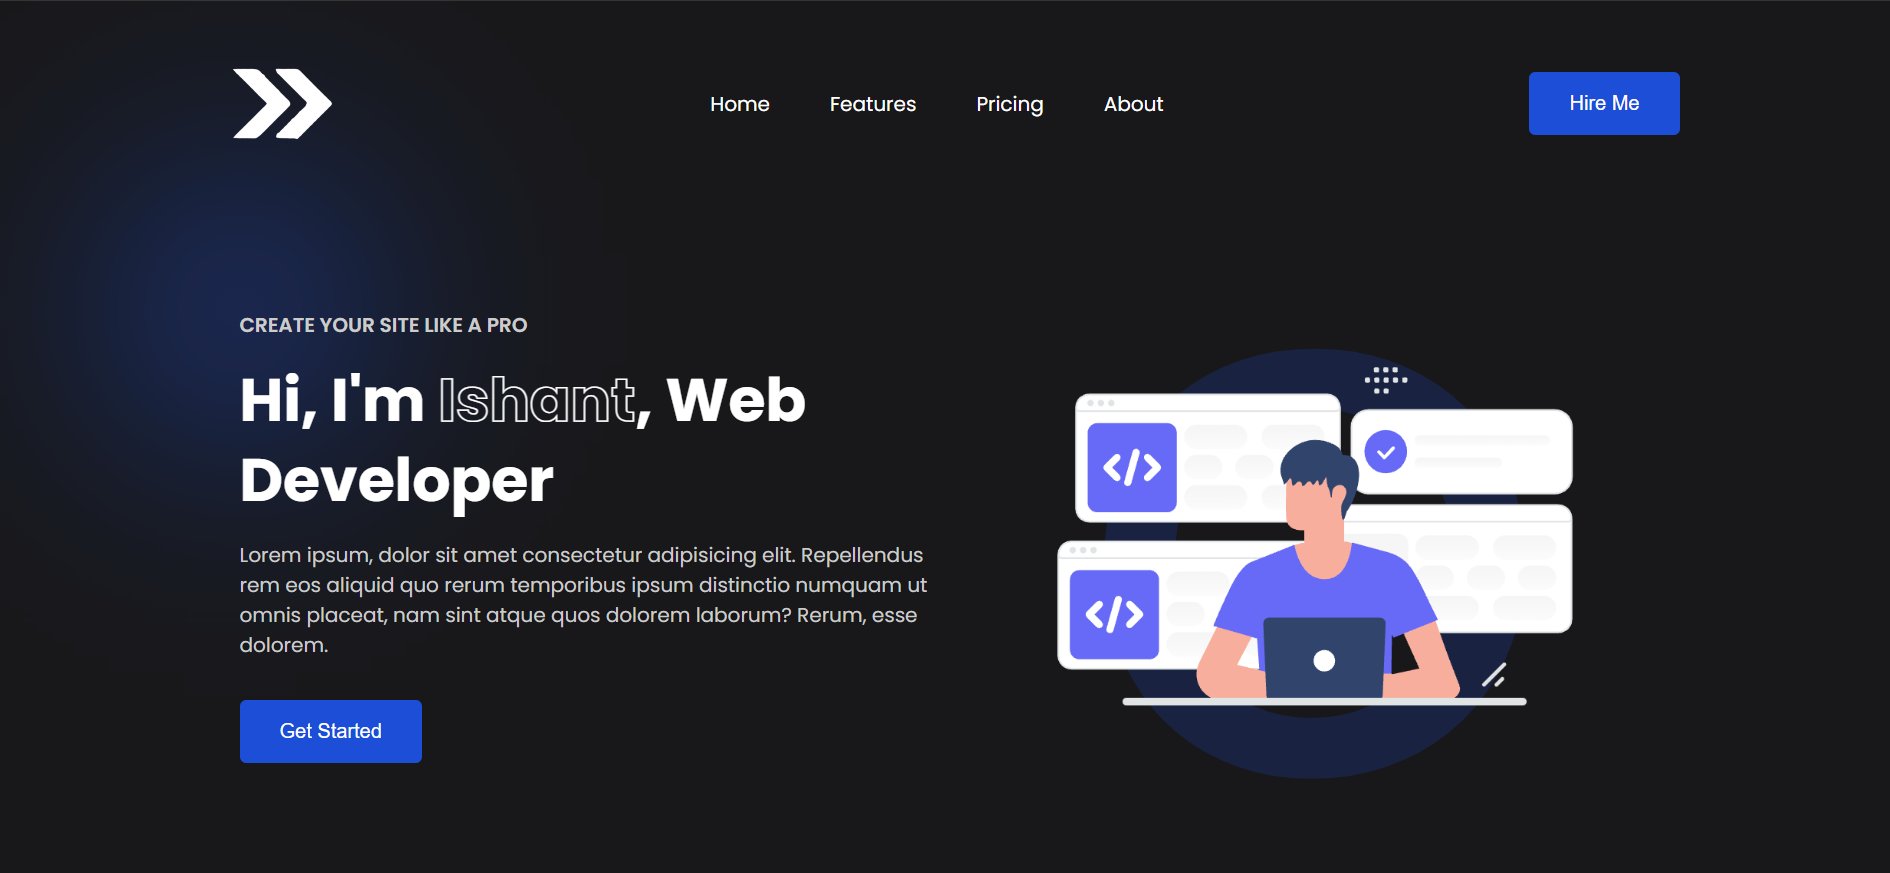 Home Features Pricing About Hire Me
CREATE YOUR SITE LIKE A PRO
Hi, I'm Ishant, Web
Developer
Lorem ipsum, dolor sit amet consectetur adipisicing elit. Repellendus
rem eos aliquid quo rerum temporibus ipsum distinctio numquam ut
omnis placeat, nam sint atque quos dolorem laborum? Rerum, esse
dolorem.
Get Started